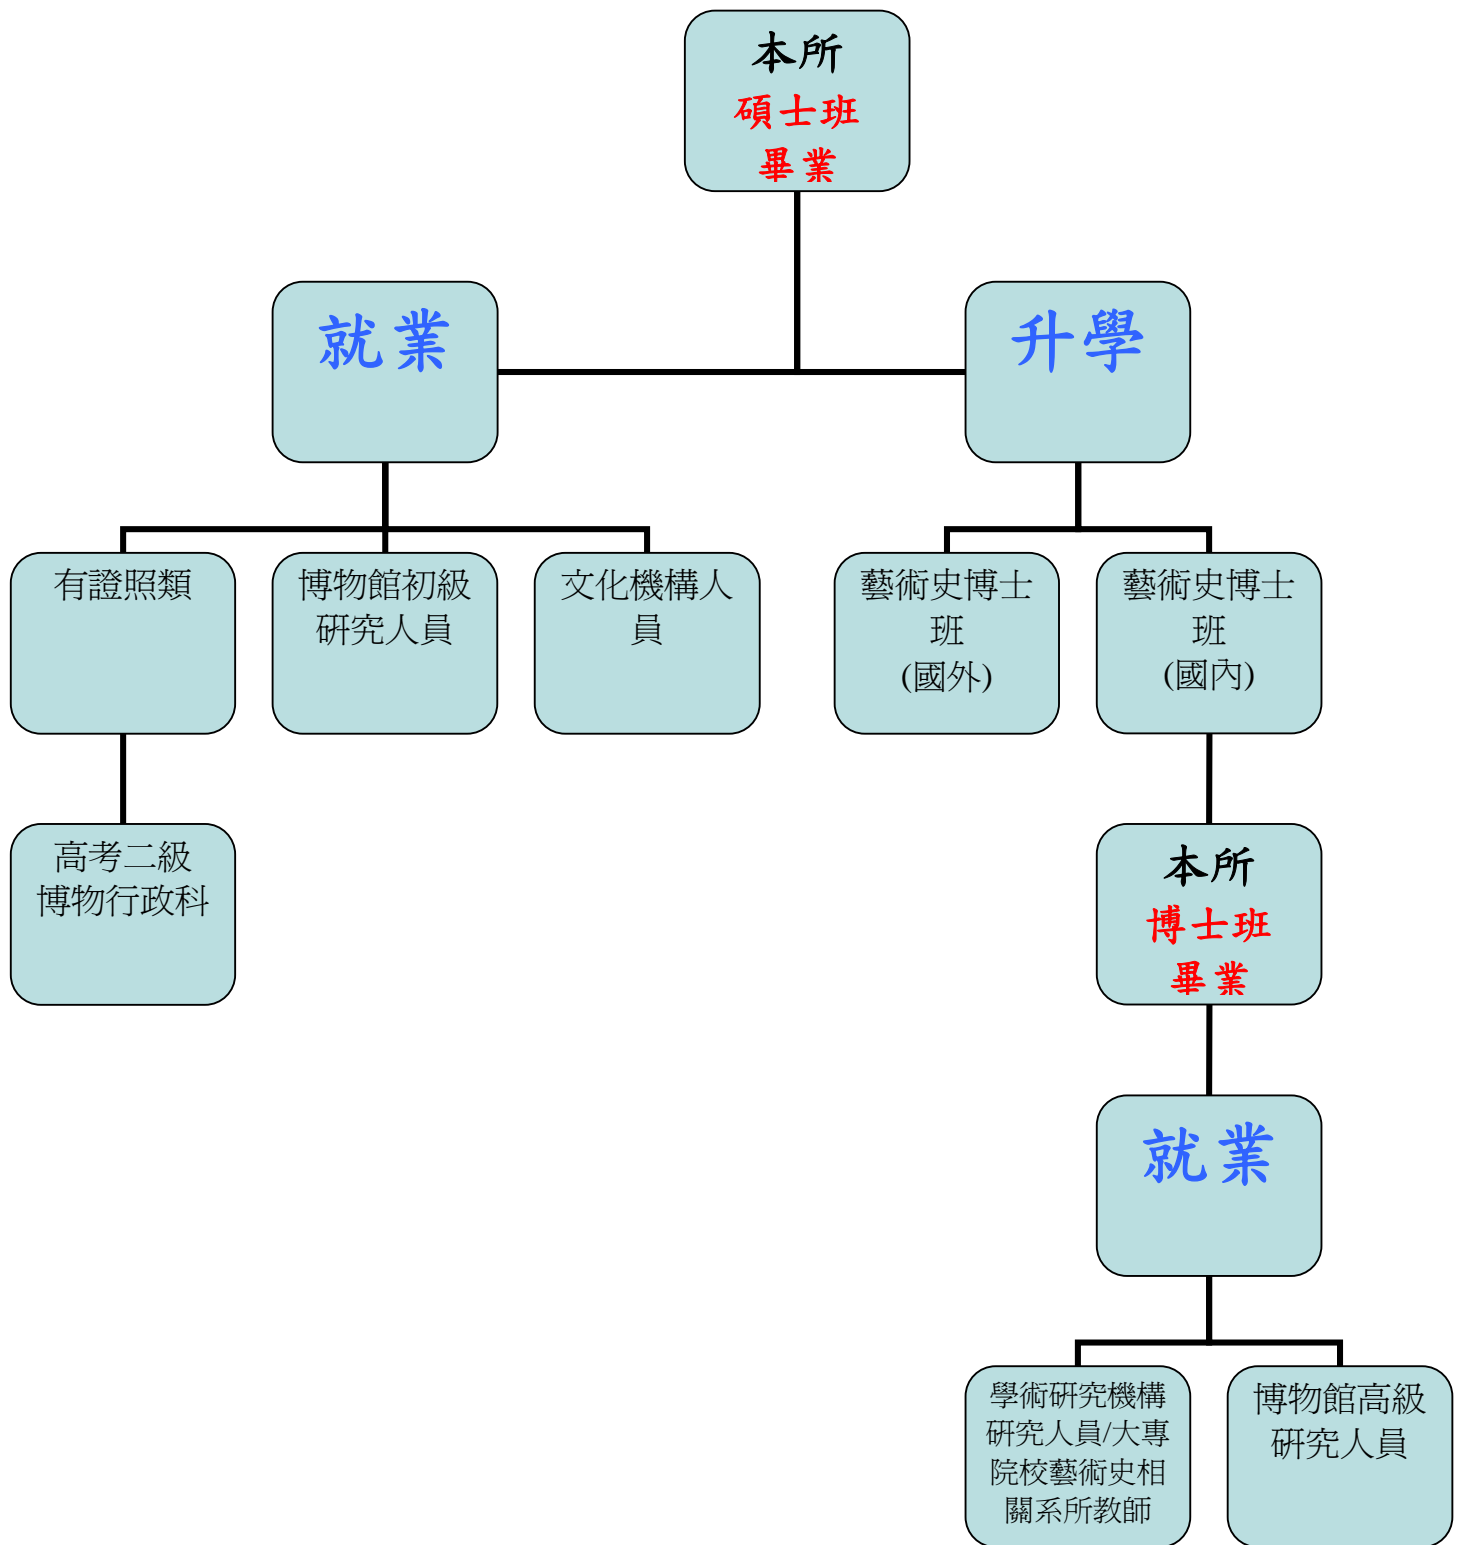 本所
碩士班
畢業
就業
升學
有證照類
博物館初級
研究人員
文化機構人
員
藝術史博士
班
(國外)
藝術史博士
班
(國內)
高考二級
博物行政科
本所
博士班
畢業
就業
學術研究機構
研究人員/大專
院校藝術史相
關系所教師
博物館高級
研究人員